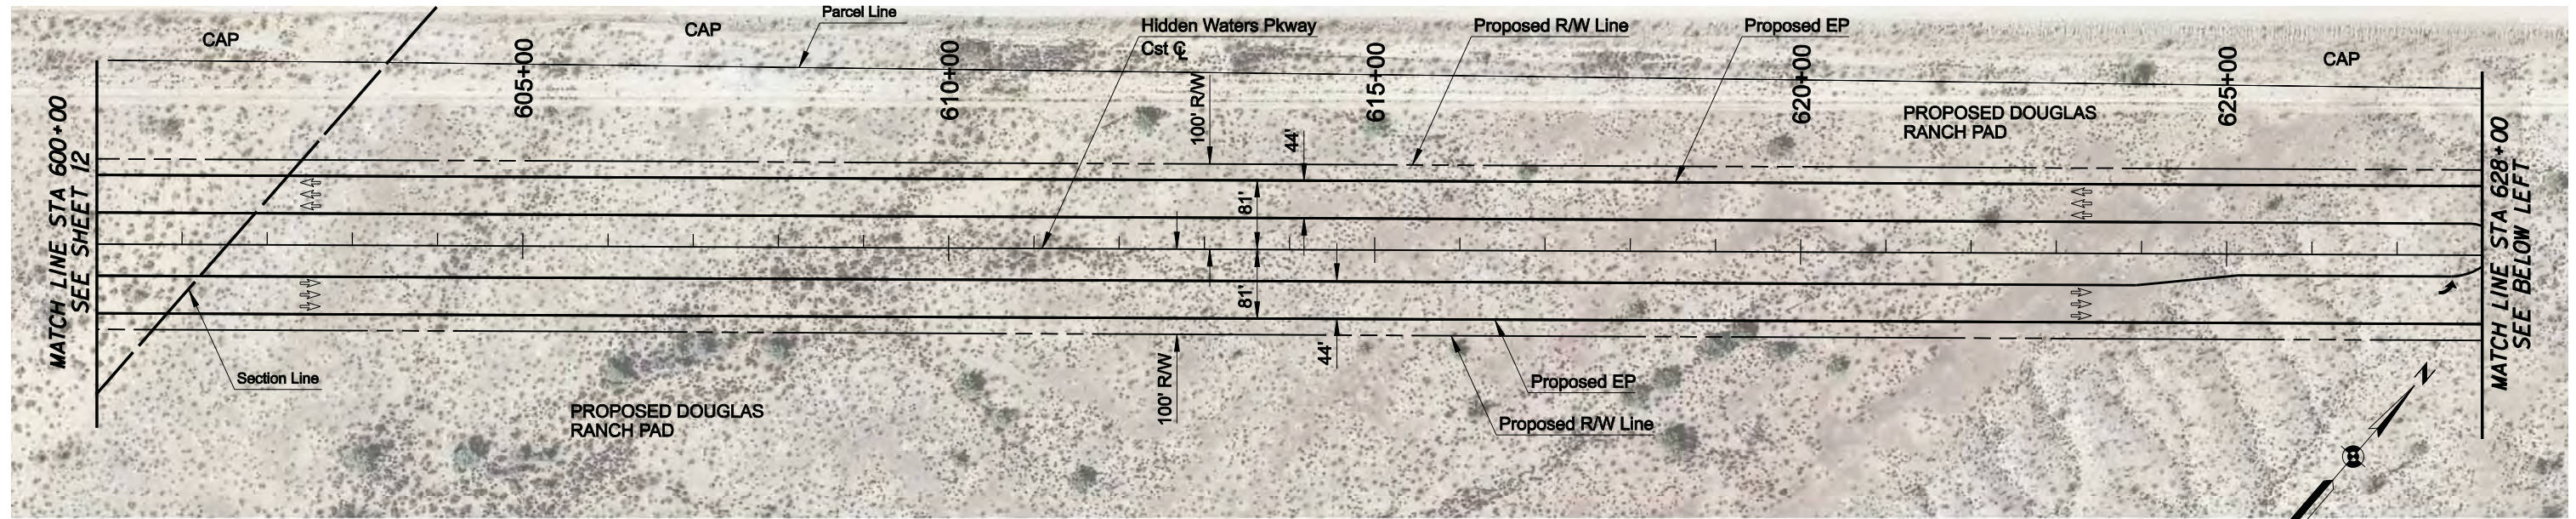 Parcel Line
CAP
CAP
Hidden Waters Pkway
Cst ℄
Proposed R/W Line
Proposed EP
CAP
605+00
610+00
615+00
620+00
625+00
100' R/W
44'
PROPOSED DOUGLAS
RANCH PAD
MATCH LINE STA 600+00
SEE SHEET 12
MATCH LINE STA 628+00
SEE BELOW LEFT
81'
81'
44'
100' R/W
Section Line
Proposed EP
Proposed R/W Line
PROPOSED DOUGLAS
RANCH PAD
N